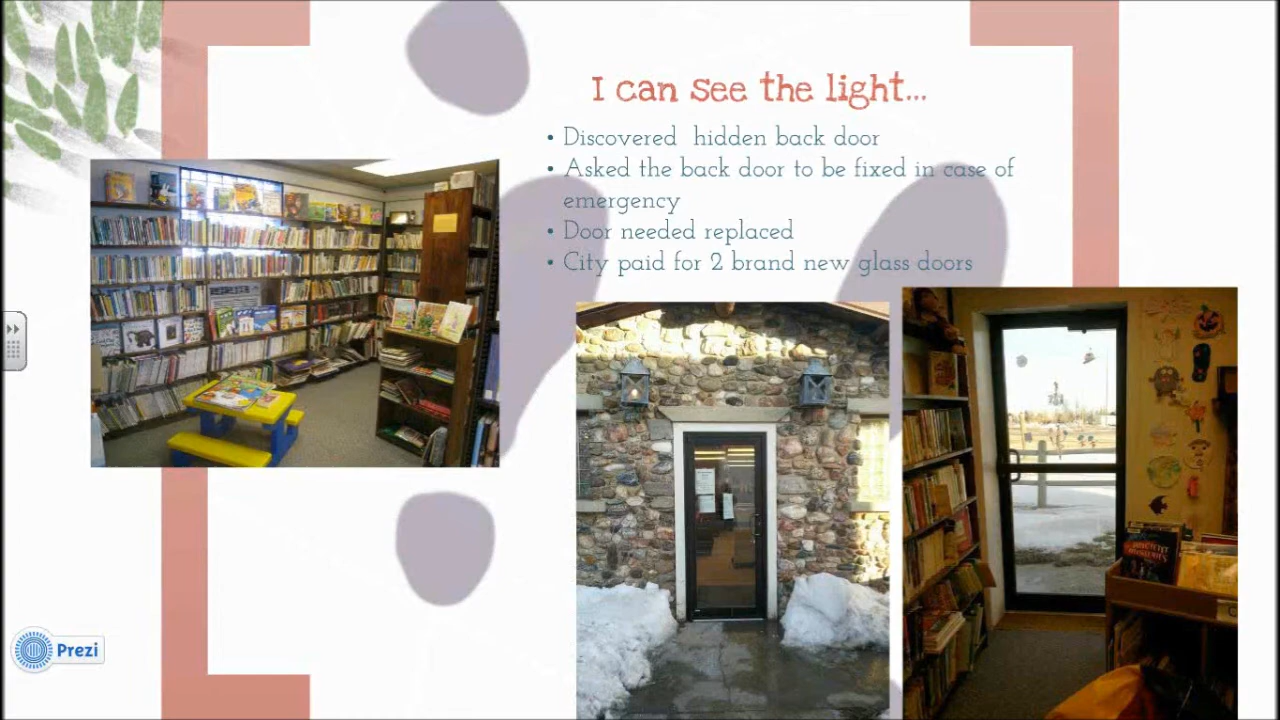 I can see the light...
• Discovered hidden back door
• Asked the back door to be fixed in case of
emergency
• Door needed replaced
• City paid for 2 brand new glass doors
Prezi